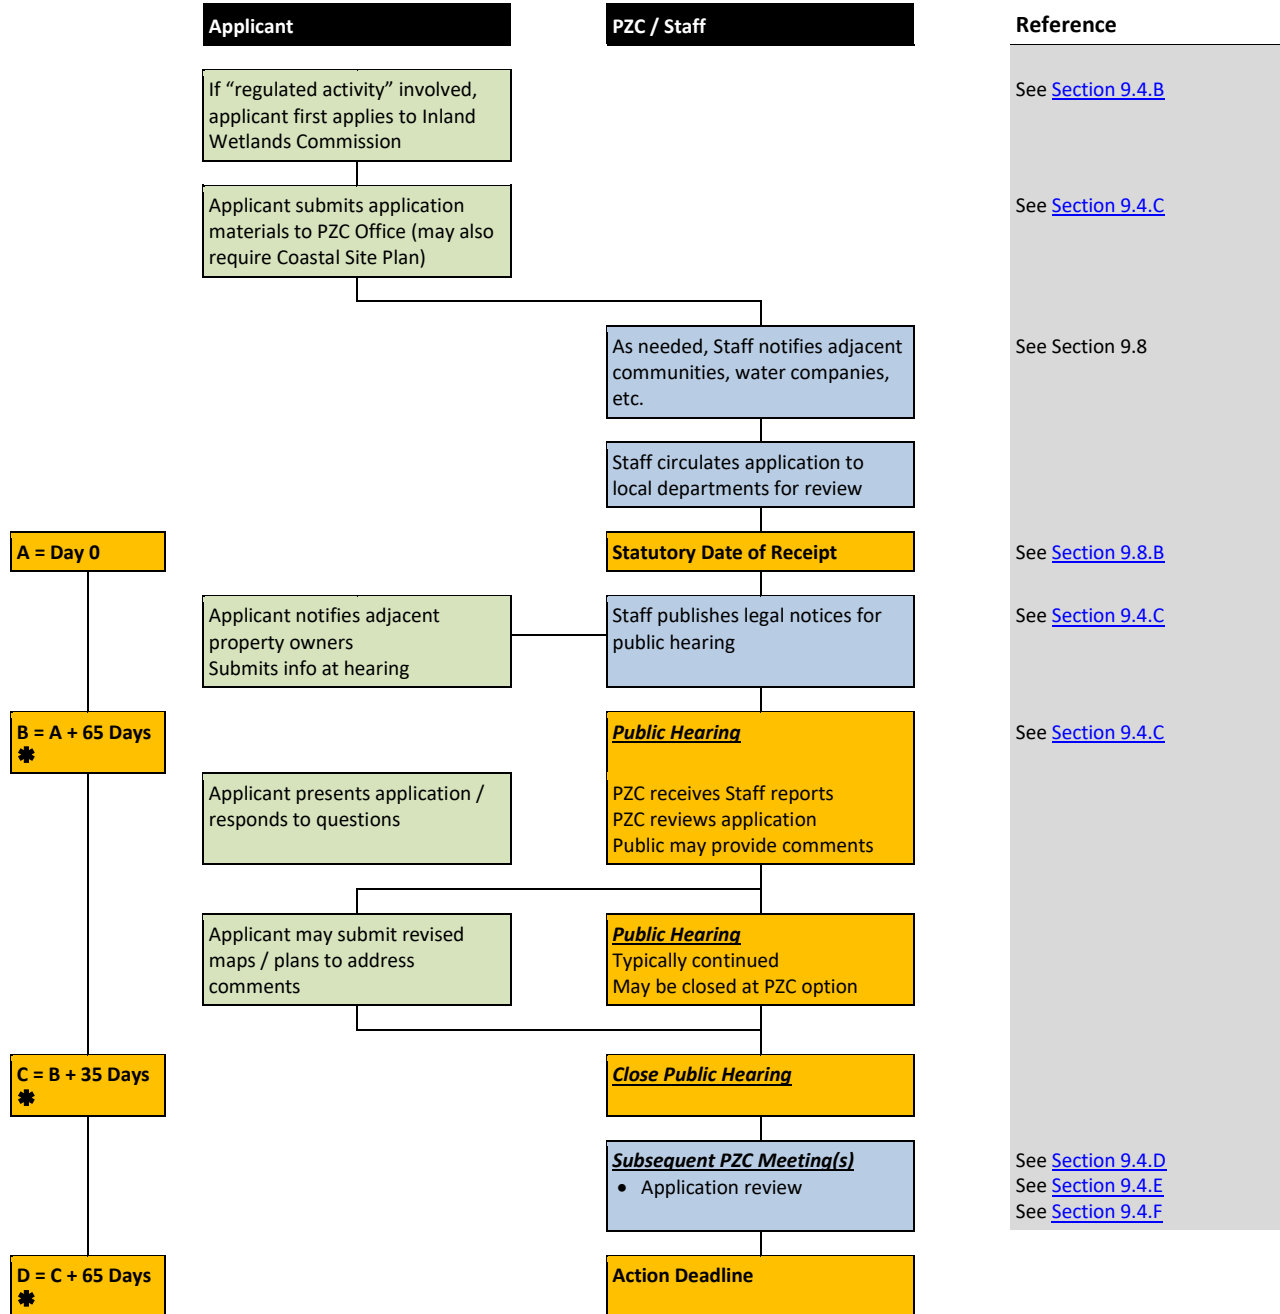 Applicant
PZC / Staff
Reference
If “regulated activity” involved,
applicant first applies to Inland
Wetlands Commission
See Section 9.4.B
Applicant submits application
materials to PZC Office (may also
require Coastal Site Plan)
See Section 9.4.C
As needed, Staff notifies adjacent
communities, water companies,
etc.
See Section 9.8
Staff circulates application to
local departments for review
A = Day 0
Statutory Date of Receipt
See Section 9.8.B
Applicant notifies adjacent
property owners
Submits info at hearing
Staff publishes legal notices for
public hearing
See Section 9.4.C
B = A + 65 Days
✱
Public Hearing
See Section 9.4.C
Applicant presents application /
responds to questions
PZC receives Staff reports
PZC reviews application
Public may provide comments
Applicant may submit revised
maps / plans to address
comments
Public Hearing
Typically continued
May be closed at PZC option
C = B + 35 Days
✱
Close Public Hearing
Subsequent PZC Meeting(s)
• Application review
See Section 9.4.D
See Section 9.4.E
See Section 9.4.F
D = C + 65 Days
✱
Action Deadline